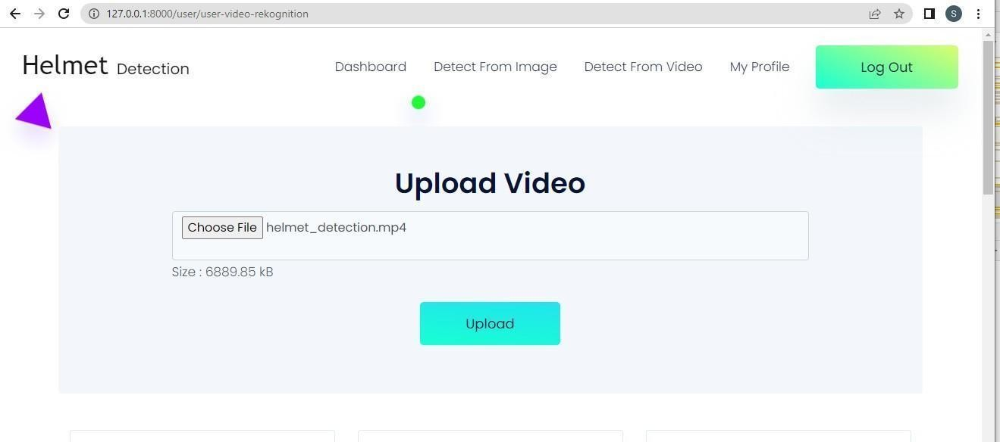 127.0.0.1:8000/user/user-video-rekognition
S
Helmet Detection
Dashboard
Detect From Image
Detect From Video
My Profile
Log Out
Upload Video
Choose File helmet_detection.mp4
Size : 6889.85 kB
Upload